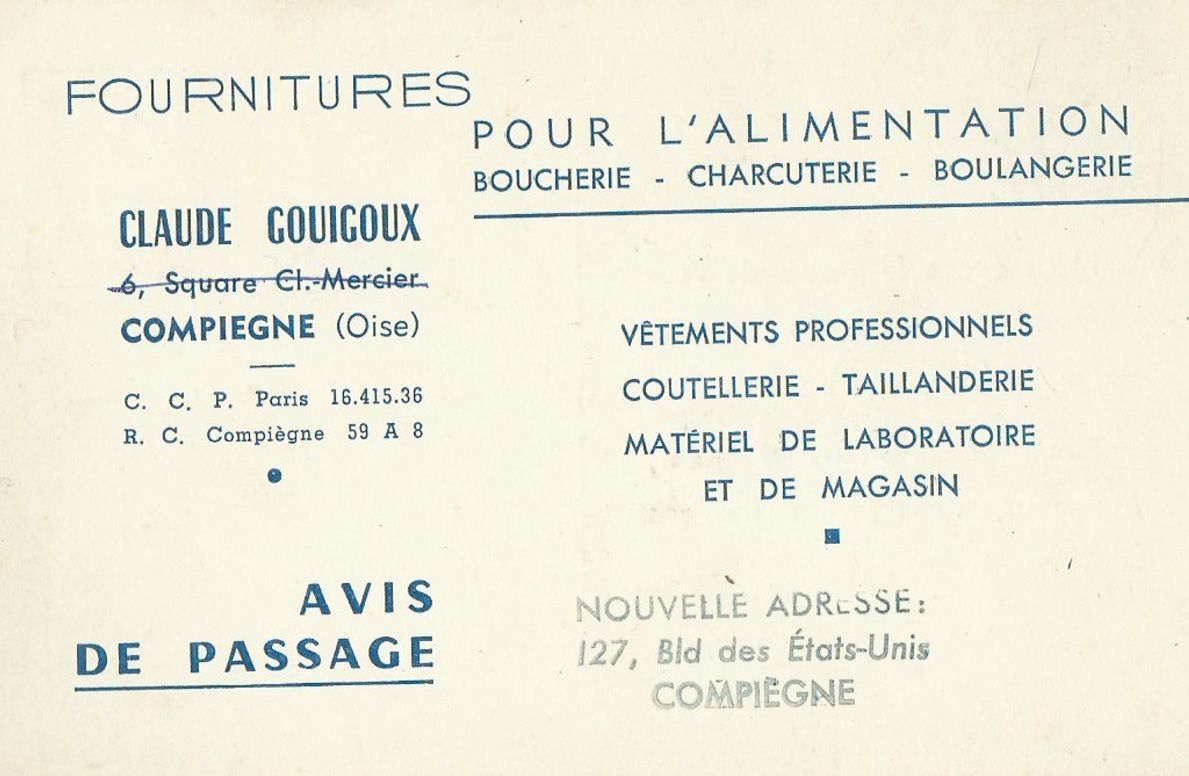 FOURNITURES
POUR L'ALIMENTATION
BOUCHERIE - CHARCUTERIE - BOULANGERIE
CLAUDE GOUIGOUX
6, Square Cl.-Mercier
COMPIEGNE (Oise)
C. C. P. Paris 16.415.36
R. C. Compiègne 59 A 8
VÊTEMENTS PROFESSIONNELS
COUTELLERIE - TAILLANDERIE
MATÉRIEL DE LABORATOIRE
ET DE MAGASIN
AVIS
DE PASSAGE
NOUVELLE ADRESSE:
127, Bld des États-Unis
COMPIÈGNE